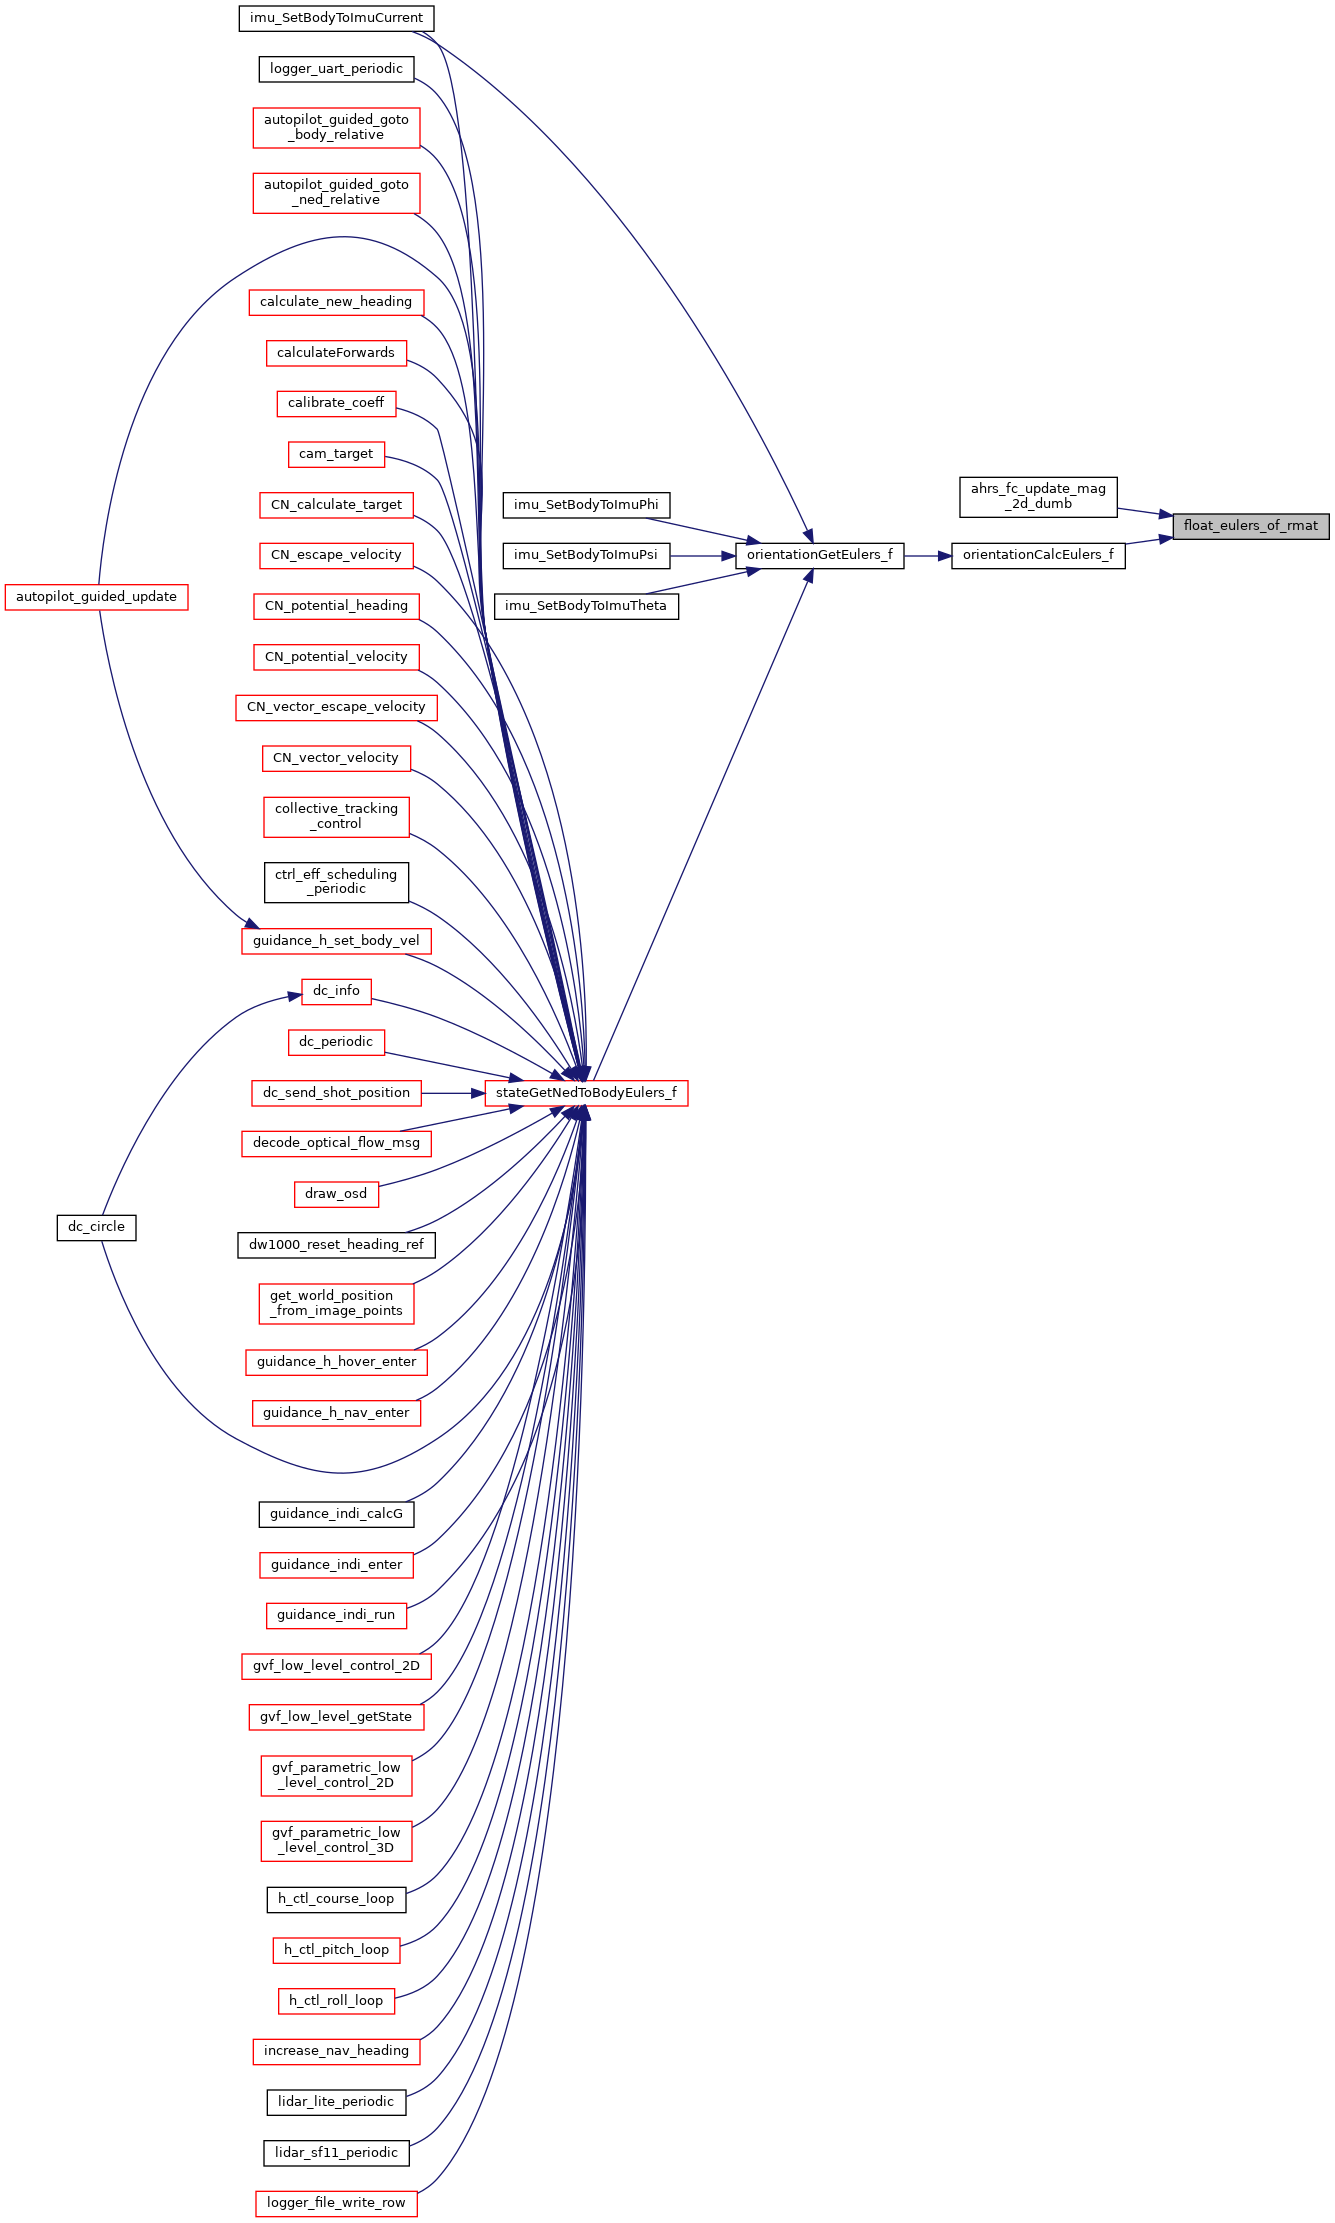 imu_SetBodyToImuCurrent
logger_uart_periodic
autopilot_guided_goto
_body_relative
autopilot_guided_goto
_ned_relative
calculate_new_heading
calculateForwards
calibrate_coeff
cam_target
CN_calculate_target
CN_escape_velocity
CN_potential_heading
CN_potential_velocity
CN_vector_escape_velocity
CN_vector_velocity
collective_tracking
_control
ctrl_eff_scheduling
_periodic
guidance_h_set_body_vel
dc_info
dc_periodic
dc_send_shot_position
decode_optical_flow_msg
draw_osd
dw1000_reset_heading_ref
get_world_position
_from_image_points
guidance_h_hover_enter
guidance_h_nav_enter
guidance_indi_calcG
guidance_indi_enter
guidance_indi_run
gvf_low_level_control_2D
gvf_low_level_getState
gvf_parametric_low
_level_control_2D
gvf_parametric_low
_level_control_3D
h_ctl_course_loop
h_ctl_pitch_loop
h_ctl_roll_loop
increase_nav_heading
lidar_lite_periodic
lidar_sf11_periodic
logger_file_write_row
autopilot_guided_update
dc_circle
imu_SetBodyToImuPhi
imu_SetBodyToImuPsi
imu_SetBodyToImuTheta
stateGetNedToBodyEulers_f
orientationGetEulers_f
ahrs_fc_update_mag
_2d_dumb
orientationCalcEulers_f
float_eulers_of_rmat